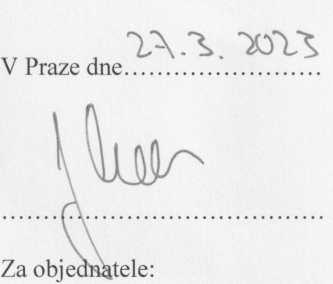 V Praze dne 27.3. 2023
Za objednatele: